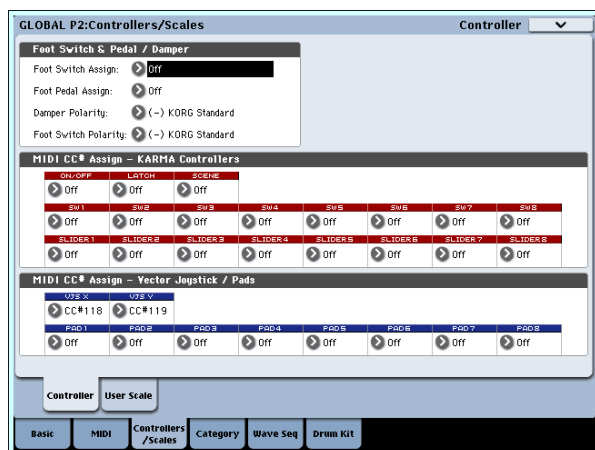 GLOBAL P2:Controllers/Scales Controller
Foot Switch & Pedal / Damper
Foot Switch Assign: Off
Foot Pedal Assign: Off
Damper Polarity: (-) KORG Standard
Foot Switch Polarity: (-) KORG Standard
MIDI CC# Assign - KARMA Controllers
ON/OFF LATCH SCENE
Off Off Off
SW1 SW2 SW3 SW4 SW5 SW6 SW7 SW8
Off Off Off Off Off Off Off Off
SLIDER1 SLIDER2 SLIDER3 SLIDER4 SLIDER5 SLIDER6 SLIDER7 SLIDER8
Off Off Off Off Off Off Off Off
MIDI CC# Assign - Vector Joystick / Pads
VJS X VJS Y
CC#118 CC#119
PAD1 PAD2 PAD3 PAD4 PAD5 PAD6 PAD7 PAD8
Off Off Off Off Off Off Off Off
Controller User Scale
Basic MIDI Controllers /Scales Category Wave Seq Drum Kit